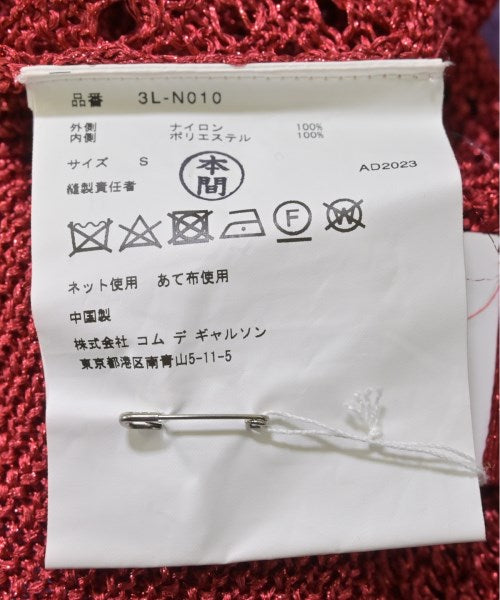 品番 3L-N010
外側 ナイロン 100%
内側 ポリエステル 100%
サイズ S
本間
AD2023
縫製責任者
F
W
ネット使用 あて布使用
中国製
株式会社 コム デ ギャルソン
東京都港区南青山5-11-5